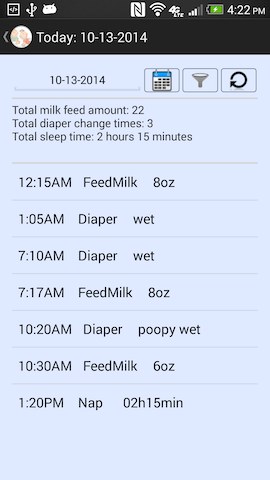 4G LTE 4:22 PM
Today: 10-13-2014
10-13-2014
Total milk feed amount: 22
Total diaper change times: 3
Total sleep time: 2 hours 15 minutes
12:15AM FeedMilk 8oz
1:05AM Diaper wet
7:10AM Diaper wet
7:17AM FeedMilk 8oz
10:20AM Diaper poopy wet
10:30AM FeedMilk 6oz
1:20PM Nap 02h15min